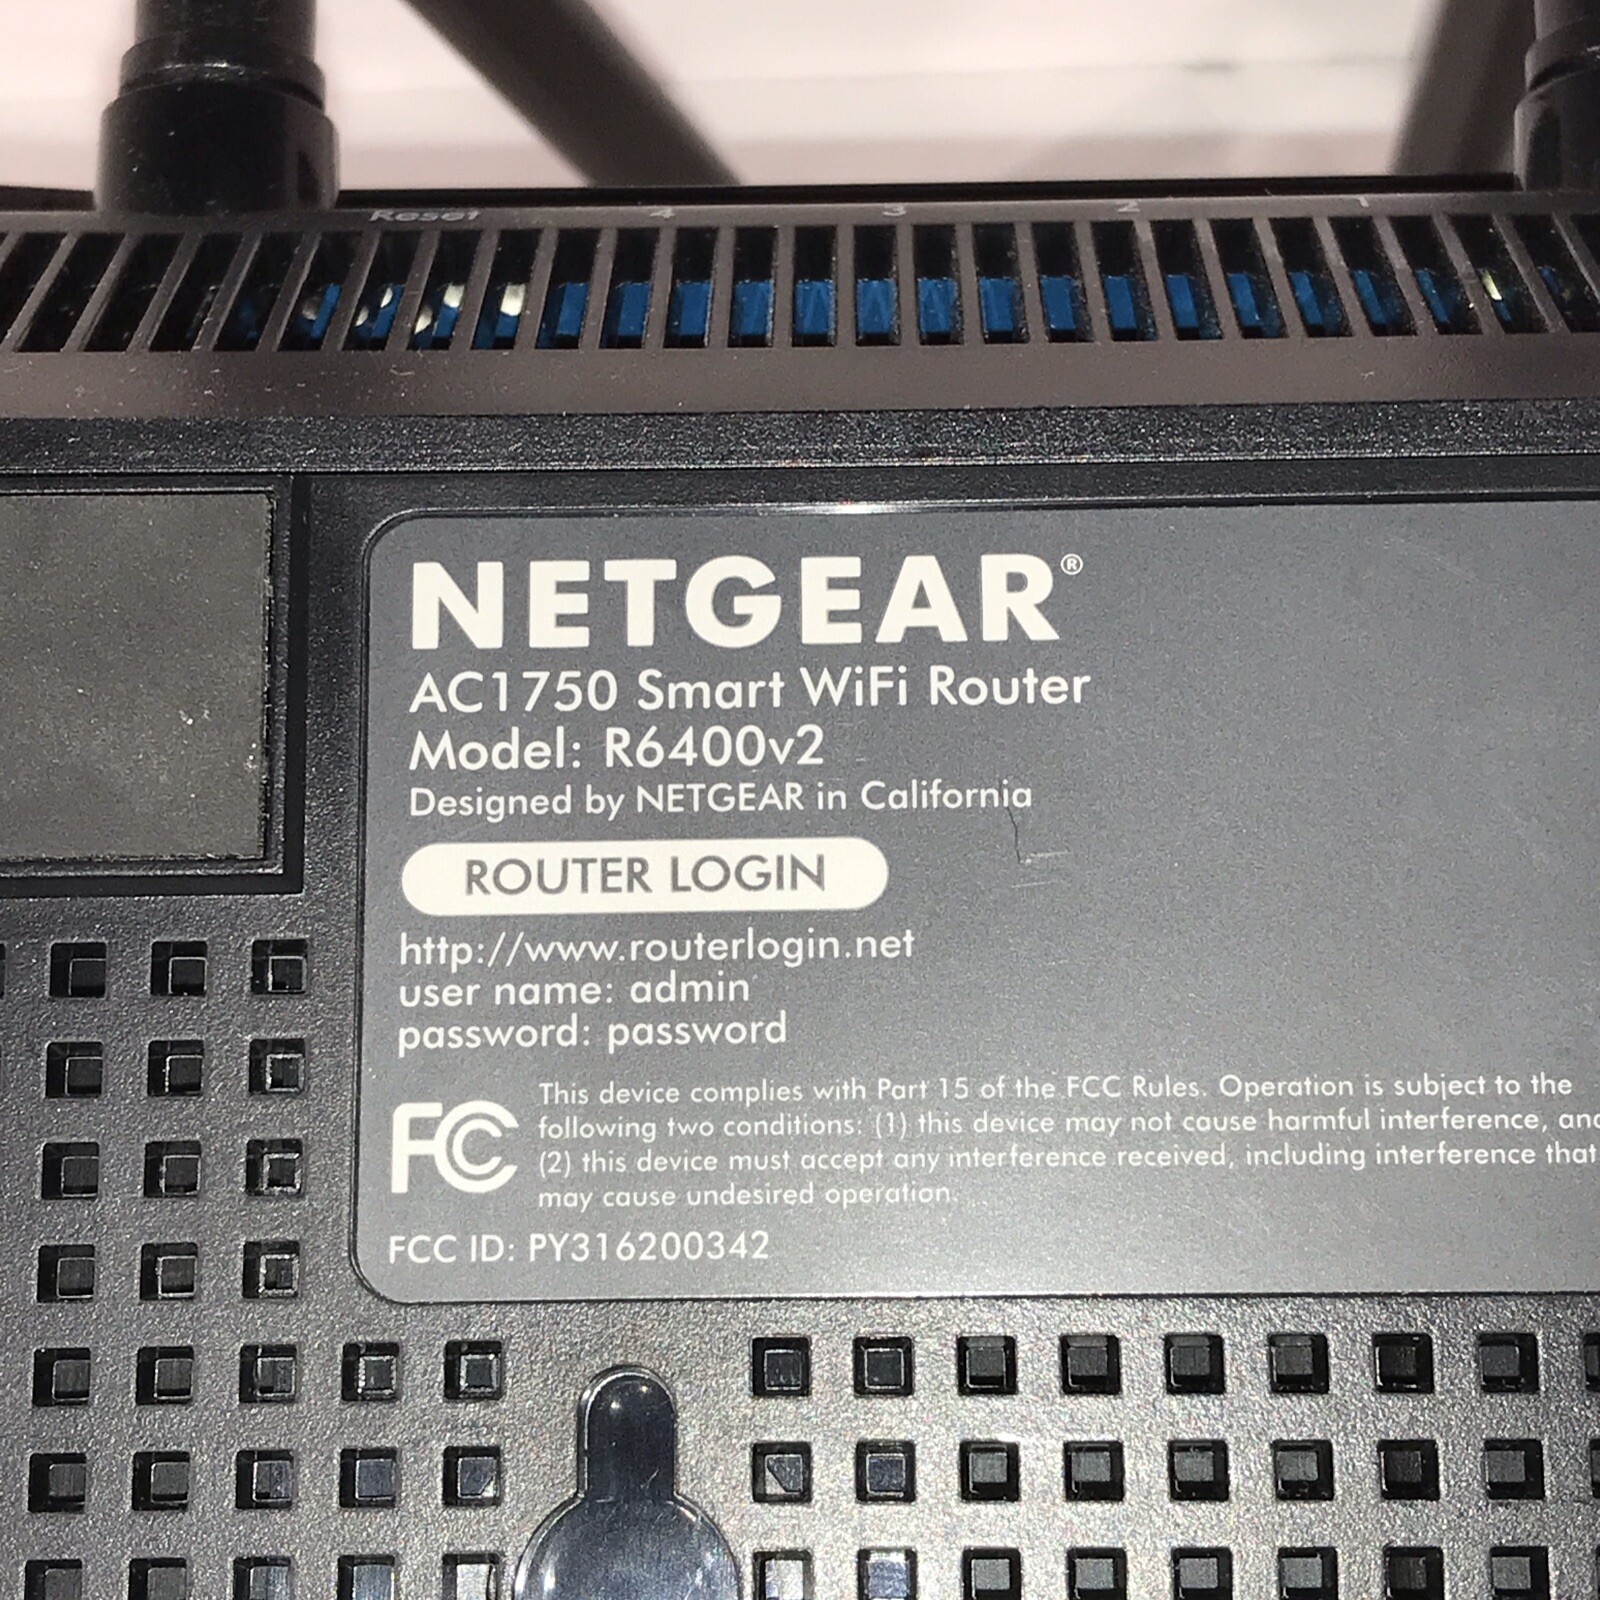 Reset 4 3 2 1
NETGEAR®
AC1750 Smart WiFi Router
Model: R6400v2
Designed by NETGEAR in California
ROUTER LOGIN
http://www.routerlogin.net
user name: admin
password: password
FC
This device complies with Part 15 of the FCC Rules. Operation is subject to the
following two conditions: (1) this device may not cause harmful interference, and
(2) this device must accept any interference received, including interference that
may cause undesired operation.
FCC ID: PY316200342